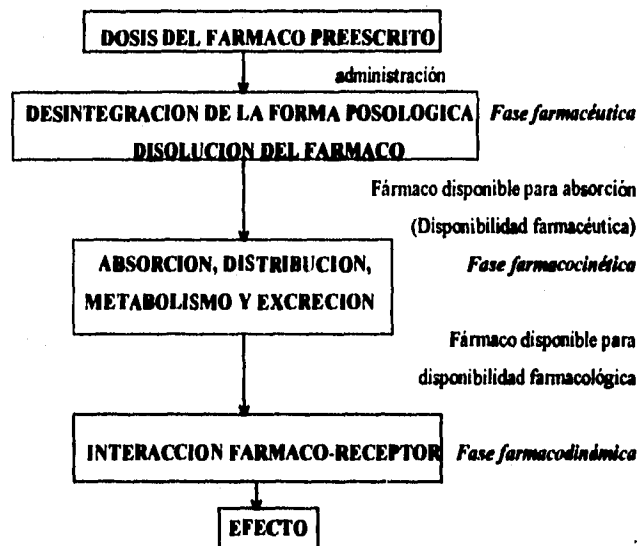 DOSIS DEL FARMACO PREESCRITO
administración
DESINTEGRACION DE LA FORMA POSOLOGICA Fase farmacéutica
DISOLUCION DEL FARMACO
Fármaco disponible para absorción
(Disponibilidad farmacéutica)
ABSORCION, DISTRIBUCION, Fase farmacocinética
METABOLISMO Y EXCRECION
Fármaco disponible para
disponibilidad farmacológica
INTERACCION FARMACO-RECEPTOR Fase farmacodinámica
EFECTO